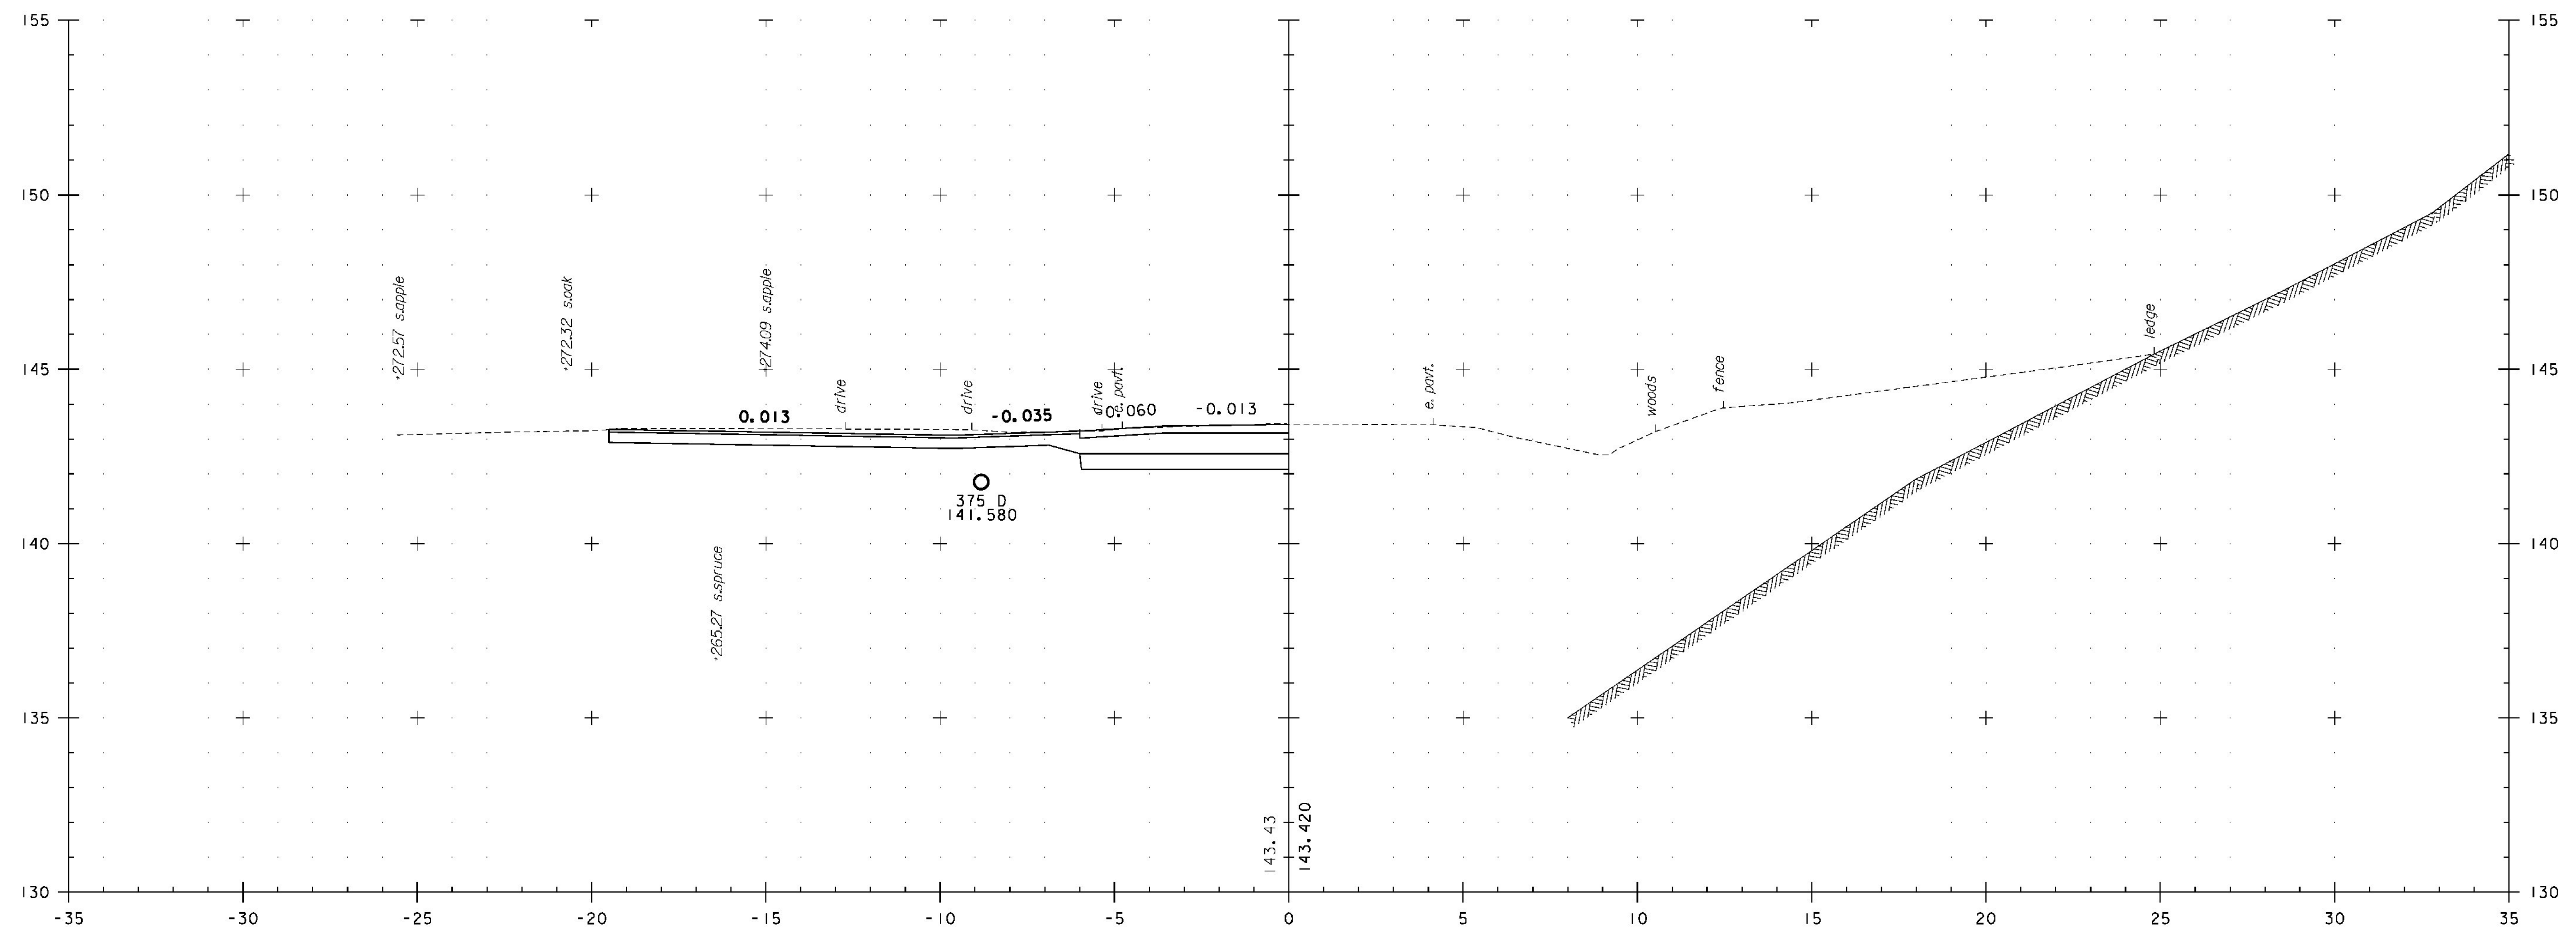 155 155
150 150
+272.57 s.apple
+272.32 s.oak
+274.09 s.apple
ledge
145 145
drive
drive
drive
e. pavt.
e. pavt.
woods
fence
0.013 -0.035 -0.060 -0.013
375 D
141.580
140 140
+265.27 s.spruce
135 135
143.43
143.420
130 130
-35 -30 -25 -20 -15 -10 -5 0 5 10 15 20 25 30 35